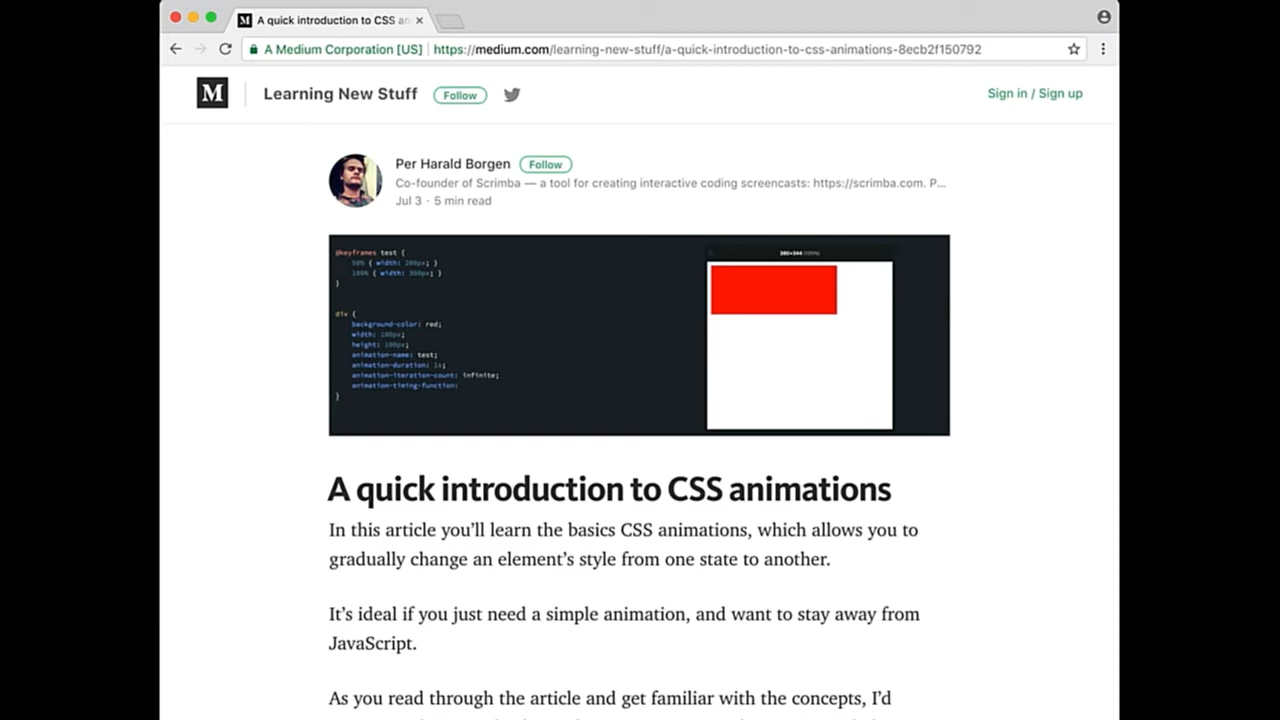 A quick introduction to CSS an
A Medium Corporation [US] https://medium.com/learning-new-stuff/a-quick-introduction-to-css-animations-8ecb2f150792
M Learning New Stuff Follow Sign in / Sign up
Per Harald Borgen Follow
Co-founder of Scrimba — a tool for creating interactive coding screencasts: https://scrimba.com. P...
Jul 3 · 5 min read
@keyframes test {
50% { width: 200px; }
100% { width: 300px; }
}
div {
background-color: red;
width: 100px;
height: 100px;
animation-name: test;
animation-duration: 1s;
animation-iteration-count: infinite;
animation-timing-function:
}
A quick introduction to CSS animations
In this article you’ll learn the basics CSS animations, which allows you to
gradually change an element’s style from one state to another.
It’s ideal if you just need a simple animation, and want to stay away from
JavaScript.
As you read through the article and get familiar with the concepts, I’d